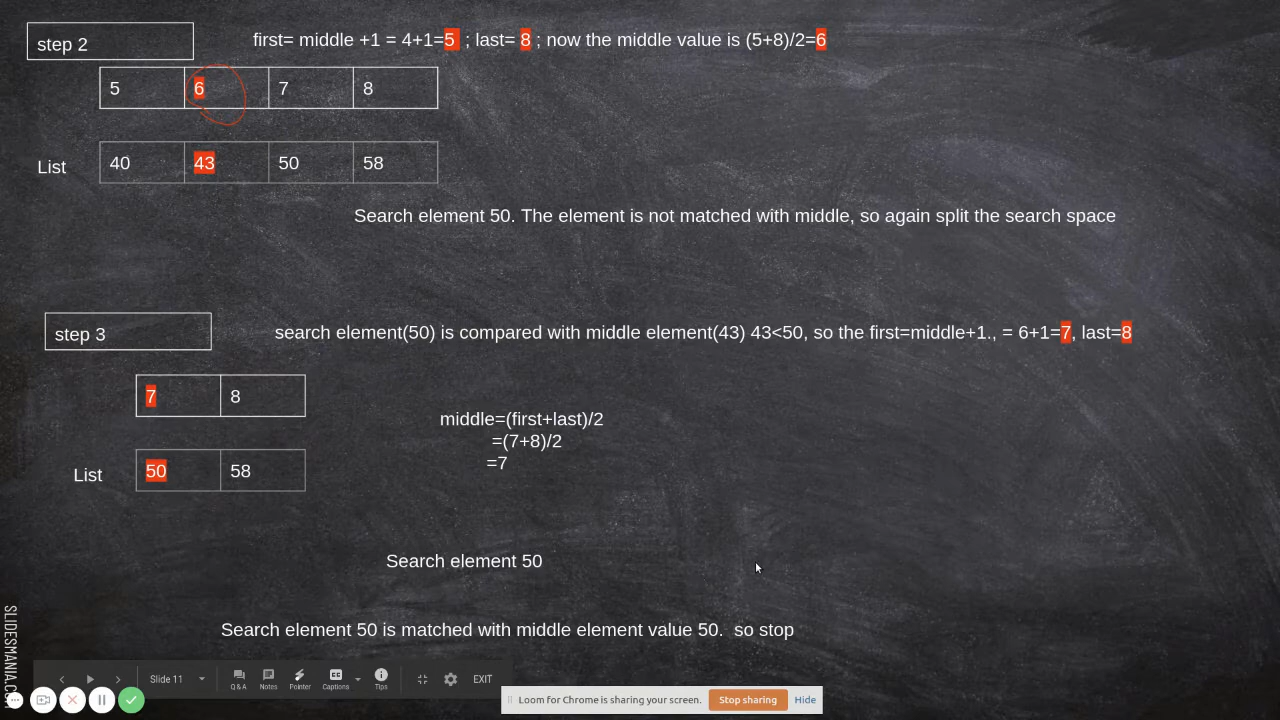 step 2
first= middle +1 = 4+1=5 ; last= 8 ; now the middle value is (5+8)/2=6
5 6 7 8
List 40 43 50 58
Search element 50. The element is not matched with middle, so again split the search space
step 3
search element(50) is compared with middle element(43) 43<50, so the first=middle+1., = 6+1=7, last=8
7 8
middle=(first+last)/2
=(7+8)/2
=7
List 50 58
Search element 50
Search element 50 is matched with middle element value 50. so stop
SLIDESMANIA.C
Slide 11
Q & A Notes Pointer Captions Tips EXIT
Loom for Chrome is sharing your screen. Stop sharing Hide